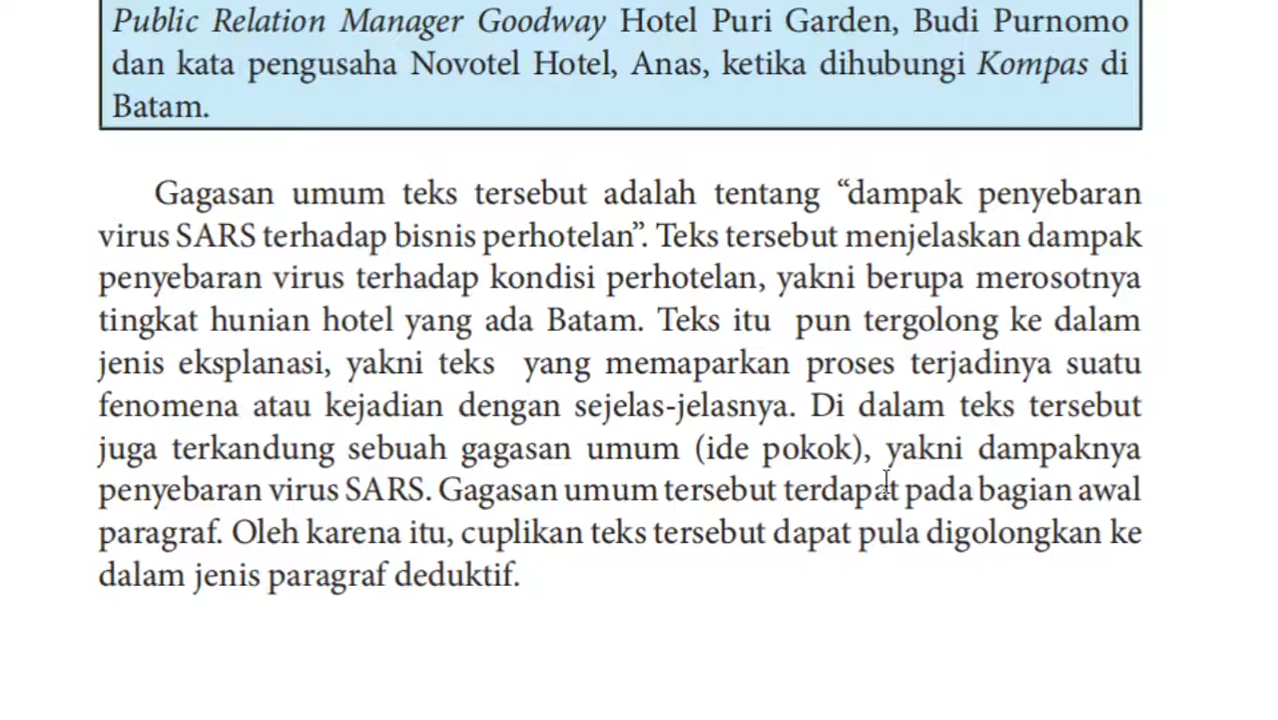 Public Relation Manager Goodway Hotel Puri Garden, Budi Purnomo
dan kata pengusaha Novotel Hotel, Anas, ketika dihubungi Kompas di
Batam.
Gagasan umum teks tersebut adalah tentang “dampak penyebaran
virus SARS terhadap bisnis perhotelan”. Teks tersebut menjelaskan dampak
penyebaran virus terhadap kondisi perhotelan, yakni berupa merosotnya
tingkat hunian hotel yang ada Batam. Teks itu pun tergolong ke dalam
jenis eksplanasi, yakni teks yang memaparkan proses terjadinya suatu
fenomena atau kejadian dengan sejelas-jelasnya. Di dalam teks tersebut
juga terkandung sebuah gagasan umum (ide pokok), yakni dampaknya
penyebaran virus SARS. Gagasan umum tersebut terdapat pada bagian awal
paragraf. Oleh karena itu, cuplikan teks tersebut dapat pula digolongkan ke
dalam jenis paragraf deduktif.